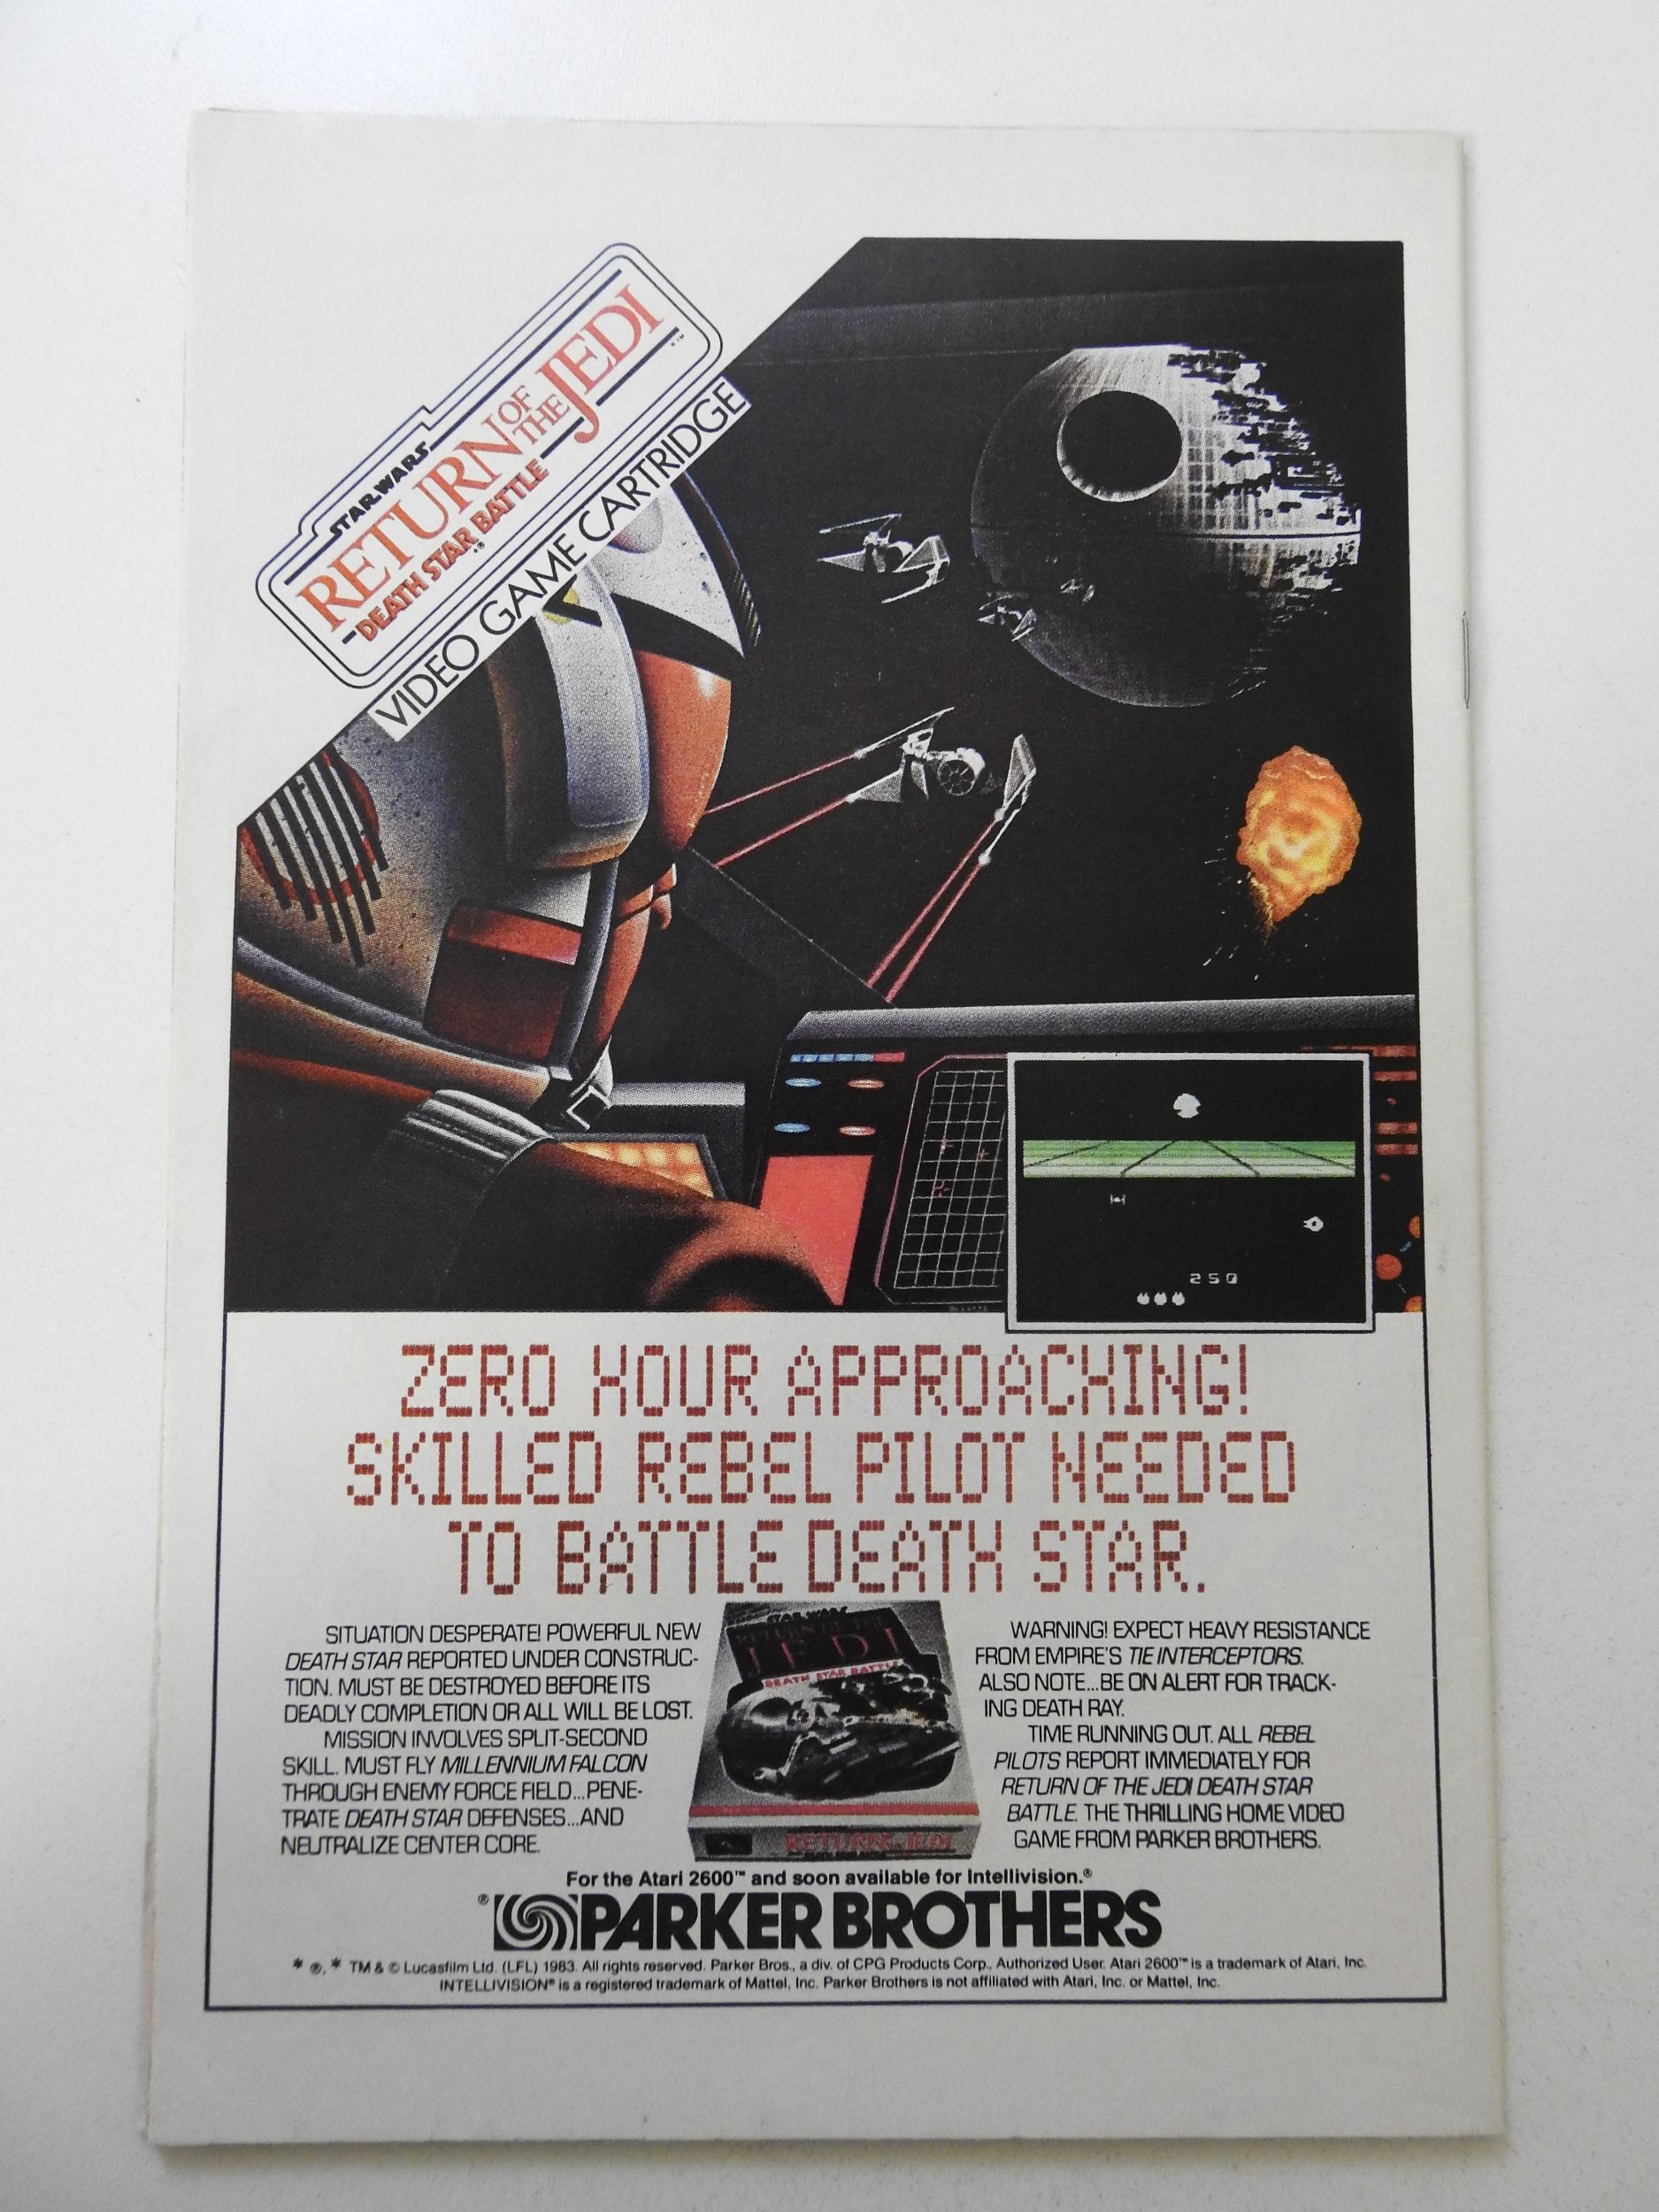 STAR WARS
RETURN OF THE JEDI
DEATH STAR BATTLE
VIDEO GAME CARTRIDGE
250
ZERO HOUR APPROACHING!
SKILLED REBEL PILOT NEEDED
TO BATTLE DEATH STAR.
SITUATION DESPERATE! POWERFUL NEW
DEATH STAR REPORTED UNDER CONSTRUC-
TION. MUST BE DESTROYED BEFORE ITS
DEADLY COMPLETION OR ALL WILL BE LOST.
MISSION INVOLVES SPLIT-SECOND
SKILL. MUST FLY MILLENNIUM FALCON
THROUGH ENEMY FORCE FIELD...PENE-
TRATE DEATH STAR DEFENSES...AND
NEUTRALIZE CENTER CORE.
STAR WARS
RETURN OF THE
JEDI
DEATH STAR BATTLE
RETURN OF THE JEDI
WARNING! EXPECT HEAVY RESISTANCE
FROM EMPIRE'S TIE INTERCEPTORS.
ALSO NOTE...BE ON ALERT FOR TRACK-
ING DEATH RAY.
TIME RUNNING OUT. ALL REBEL
PILOTS REPORT IMMEDIATELY FOR
RETURN OF THE JEDI DEATH STAR
BATTLE. THE THRILLING HOME VIDEO
GAME FROM PARKER BROTHERS.
For the Atari 2600™ and soon available for Intellivision.®
® PARKER BROTHERS
* ®, * TM & © Lucasfilm Ltd. (LFL) 1983. All rights reserved. Parker Bros., a div. of CPG Products Corp., Authorized User. Atari 2600™ is a trademark of Atari, Inc.
INTELLIVISION® is a registered trademark of Mattel, Inc. Parker Brothers is not affiliated with Atari, Inc. or Mattel, Inc.